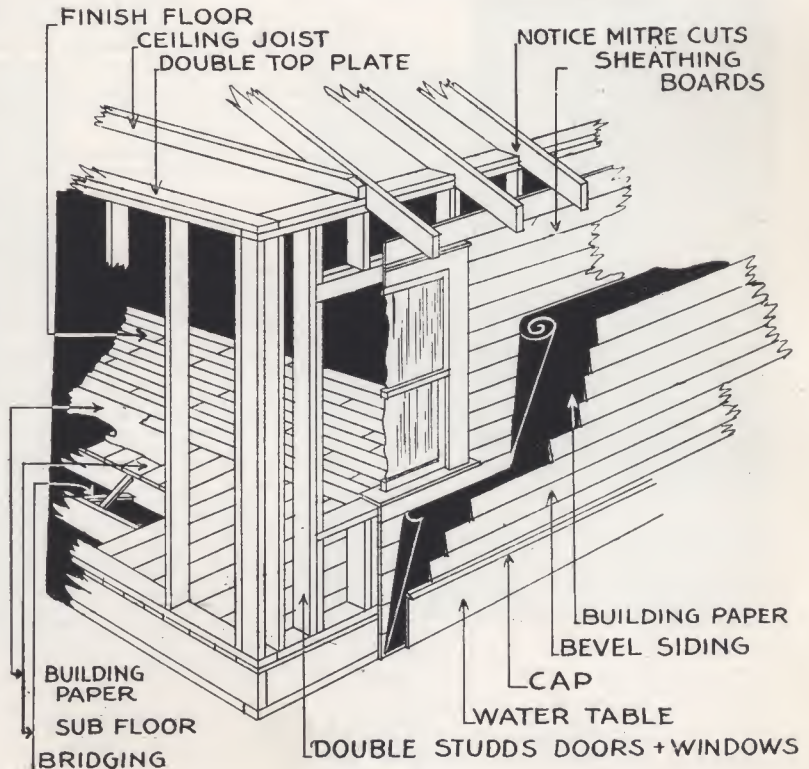 FINISH FLOOR
CEILING JOIST
DOUBLE TOP PLATE
NOTICE MITRE CUTS
SHEATHING
BOARDS
BUILDING PAPER
BEVEL SIDING
CAP
WATER TABLE
DOUBLE STUDDS DOORS + WINDOWS
BUILDING
PAPER
SUB FLOOR
BRIDGING